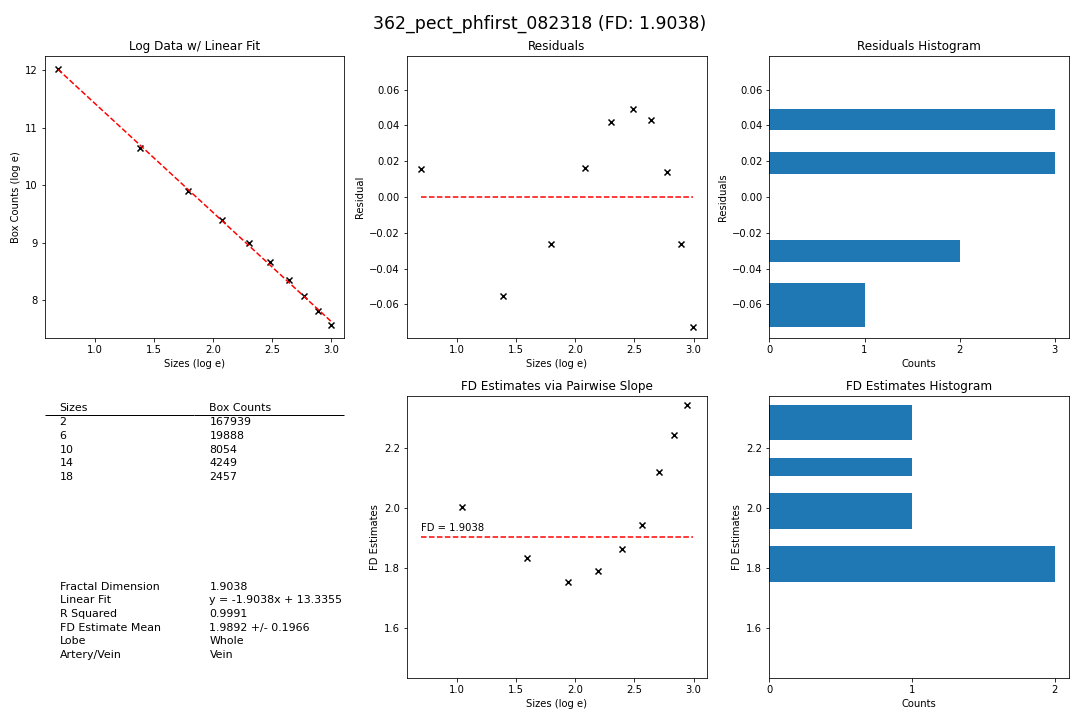 362_pect_phfirst_082318 (FD: 1.9038)
Log Data w/ Linear Fit
12
11
10
9
8
Box Counts (log e)
1.0 1.5 2.0 2.5 3.0
Sizes (log e)
Residuals
0.06
0.04
0.02
0.00
−0.02
−0.04
−0.06
Residual
1.0 1.5 2.0 2.5 3.0
Sizes (log e)
Residuals Histogram
0.06
0.04
0.02
0.00
−0.02
−0.04
−0.06
Residuals
0 1 2 3
Counts
Sizes Box Counts
2 167939
6 19888
10 8054
14 4249
18 2457
Fractal Dimension 1.9038
Linear Fit y = -1.9038x + 13.3355
R Squared 0.9991
FD Estimate Mean 1.9892 +/- 0.1966
Lobe Whole
Artery/Vein Vein
FD Estimates via Pairwise Slope
2.2
2.0
1.8
1.6
FD Estimates
FD = 1.9038
1.0 1.5 2.0 2.5 3.0
Sizes (log e)
FD Estimates Histogram
2.2
2.0
1.8
1.6
FD Estimates
0 1 2
Counts